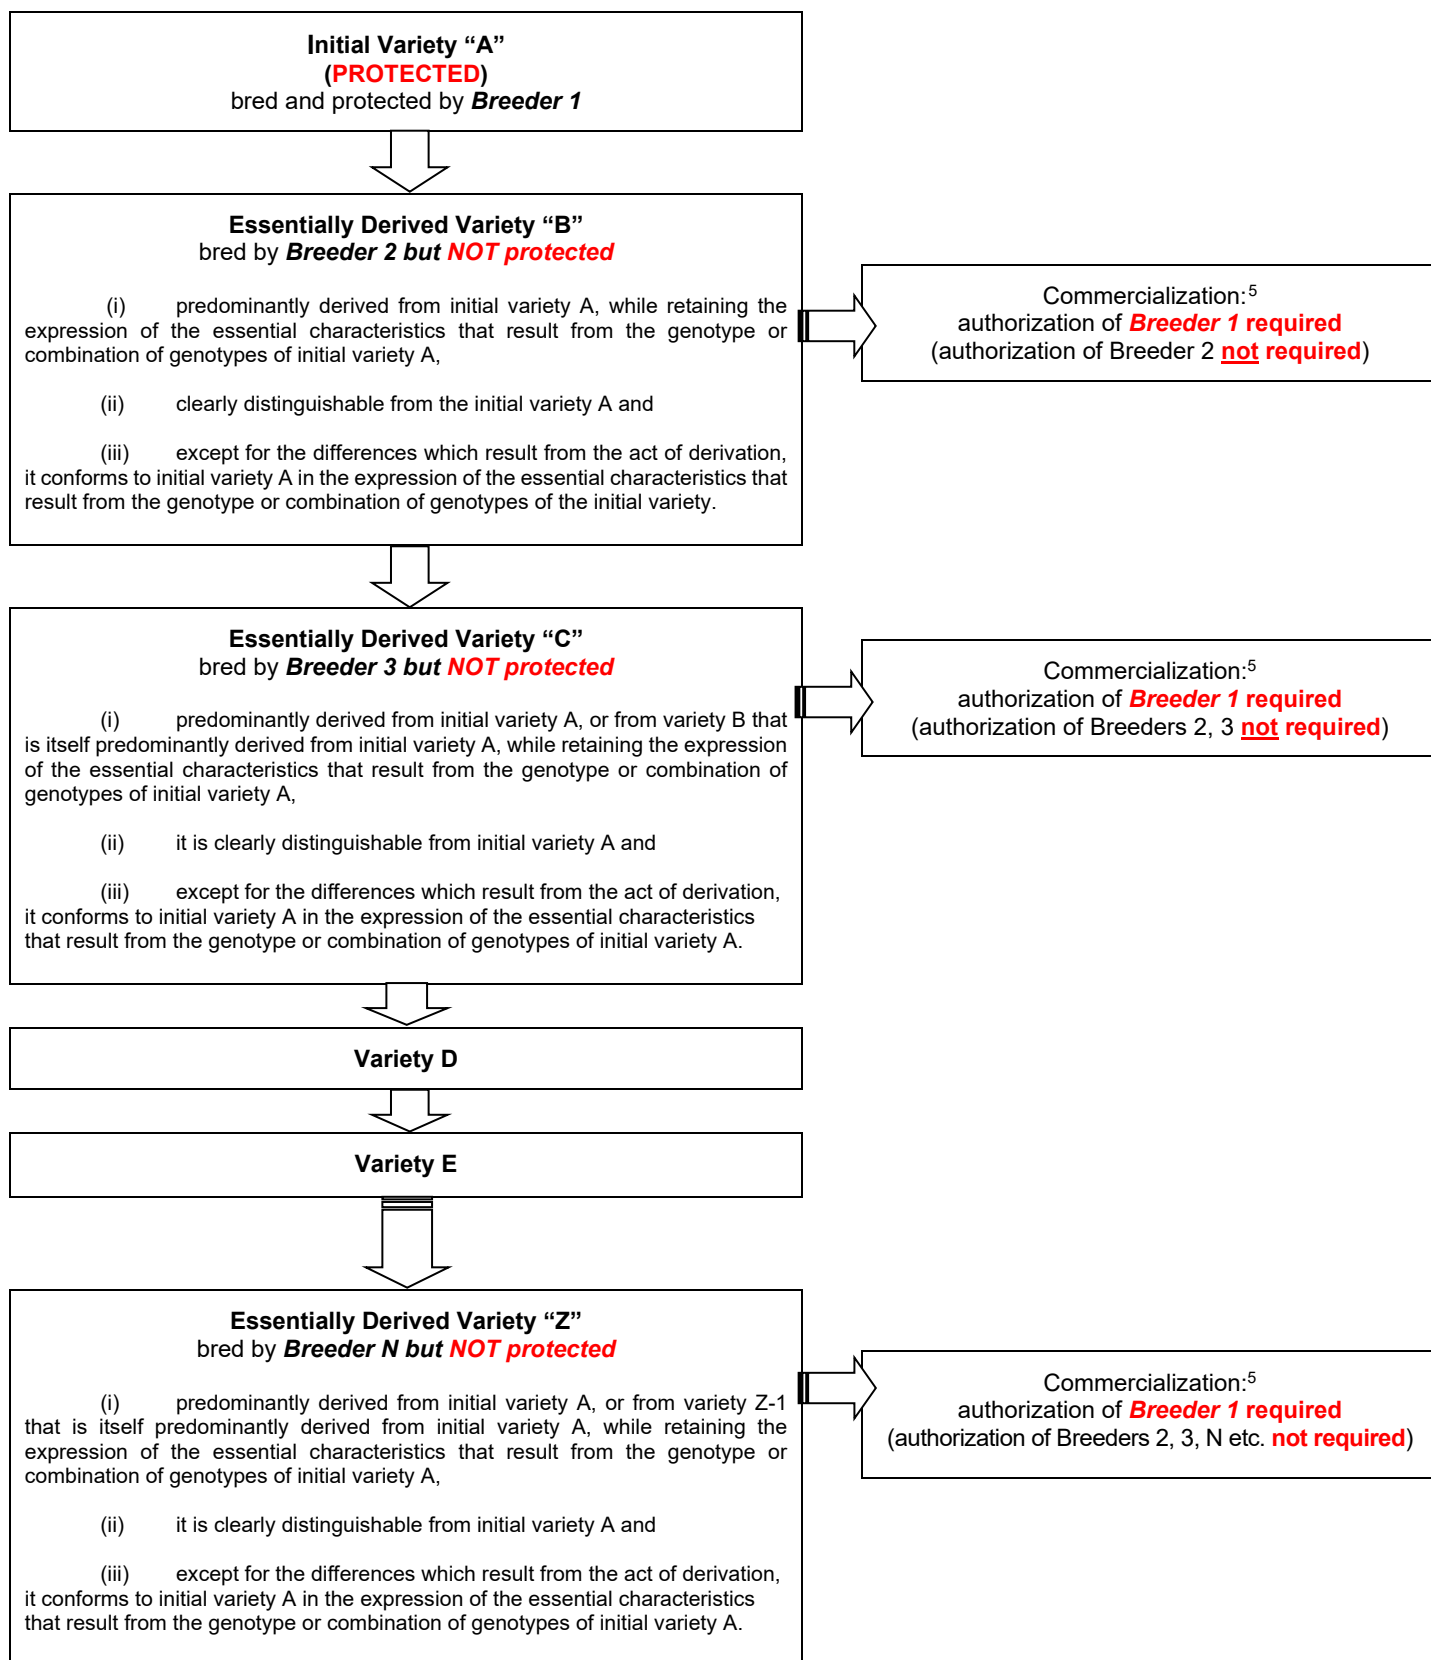 Initial Variety “A”
(PROTECTED)
bred and protected by Breeder 1
Essentially Derived Variety “B”
bred by Breeder 2 but NOT protected
(i) predominantly derived from initial variety A, while retaining the
expression of the essential characteristics that result from the genotype or
combination of genotypes of initial variety A,
(ii) clearly distinguishable from the initial variety A and
(iii) except for the differences which result from the act of derivation,
it conforms to initial variety A in the expression of the essential characteristics that
result from the genotype or combination of genotypes of the initial variety.
Commercialization:5
authorization of Breeder 1 required
(authorization of Breeder 2 not required)
Essentially Derived Variety “C”
bred by Breeder 3 but NOT protected
(i) predominantly derived from initial variety A, or from variety B that
is itself predominantly derived from initial variety A, while retaining the expression
of the essential characteristics that result from the genotype or combination of
genotypes of initial variety A,
(ii) it is clearly distinguishable from initial variety A and
(iii) except for the differences which result from the act of derivation,
it conforms to initial variety A in the expression of the essential characteristics
that result from the genotype or combination of genotypes of initial variety A.
Commercialization:5
authorization of Breeder 1 required
(authorization of Breeders 2, 3 not required)
Variety D
Variety E
Essentially Derived Variety “Z”
bred by Breeder N but NOT protected
(i) predominantly derived from initial variety A, or from variety Z-1
that is itself predominantly derived from initial variety A, while retaining the
expression of the essential characteristics that result from the genotype or
combination of genotypes of initial variety A,
(ii) it is clearly distinguishable from initial variety A and
(iii) except for the differences which result from the act of derivation,
it conforms to initial variety A in the expression of the essential characteristics
that result from the genotype or combination of genotypes of initial variety A.
Commercialization:5
authorization of Breeder 1 required
(authorization of Breeders 2, 3, N etc. not required)